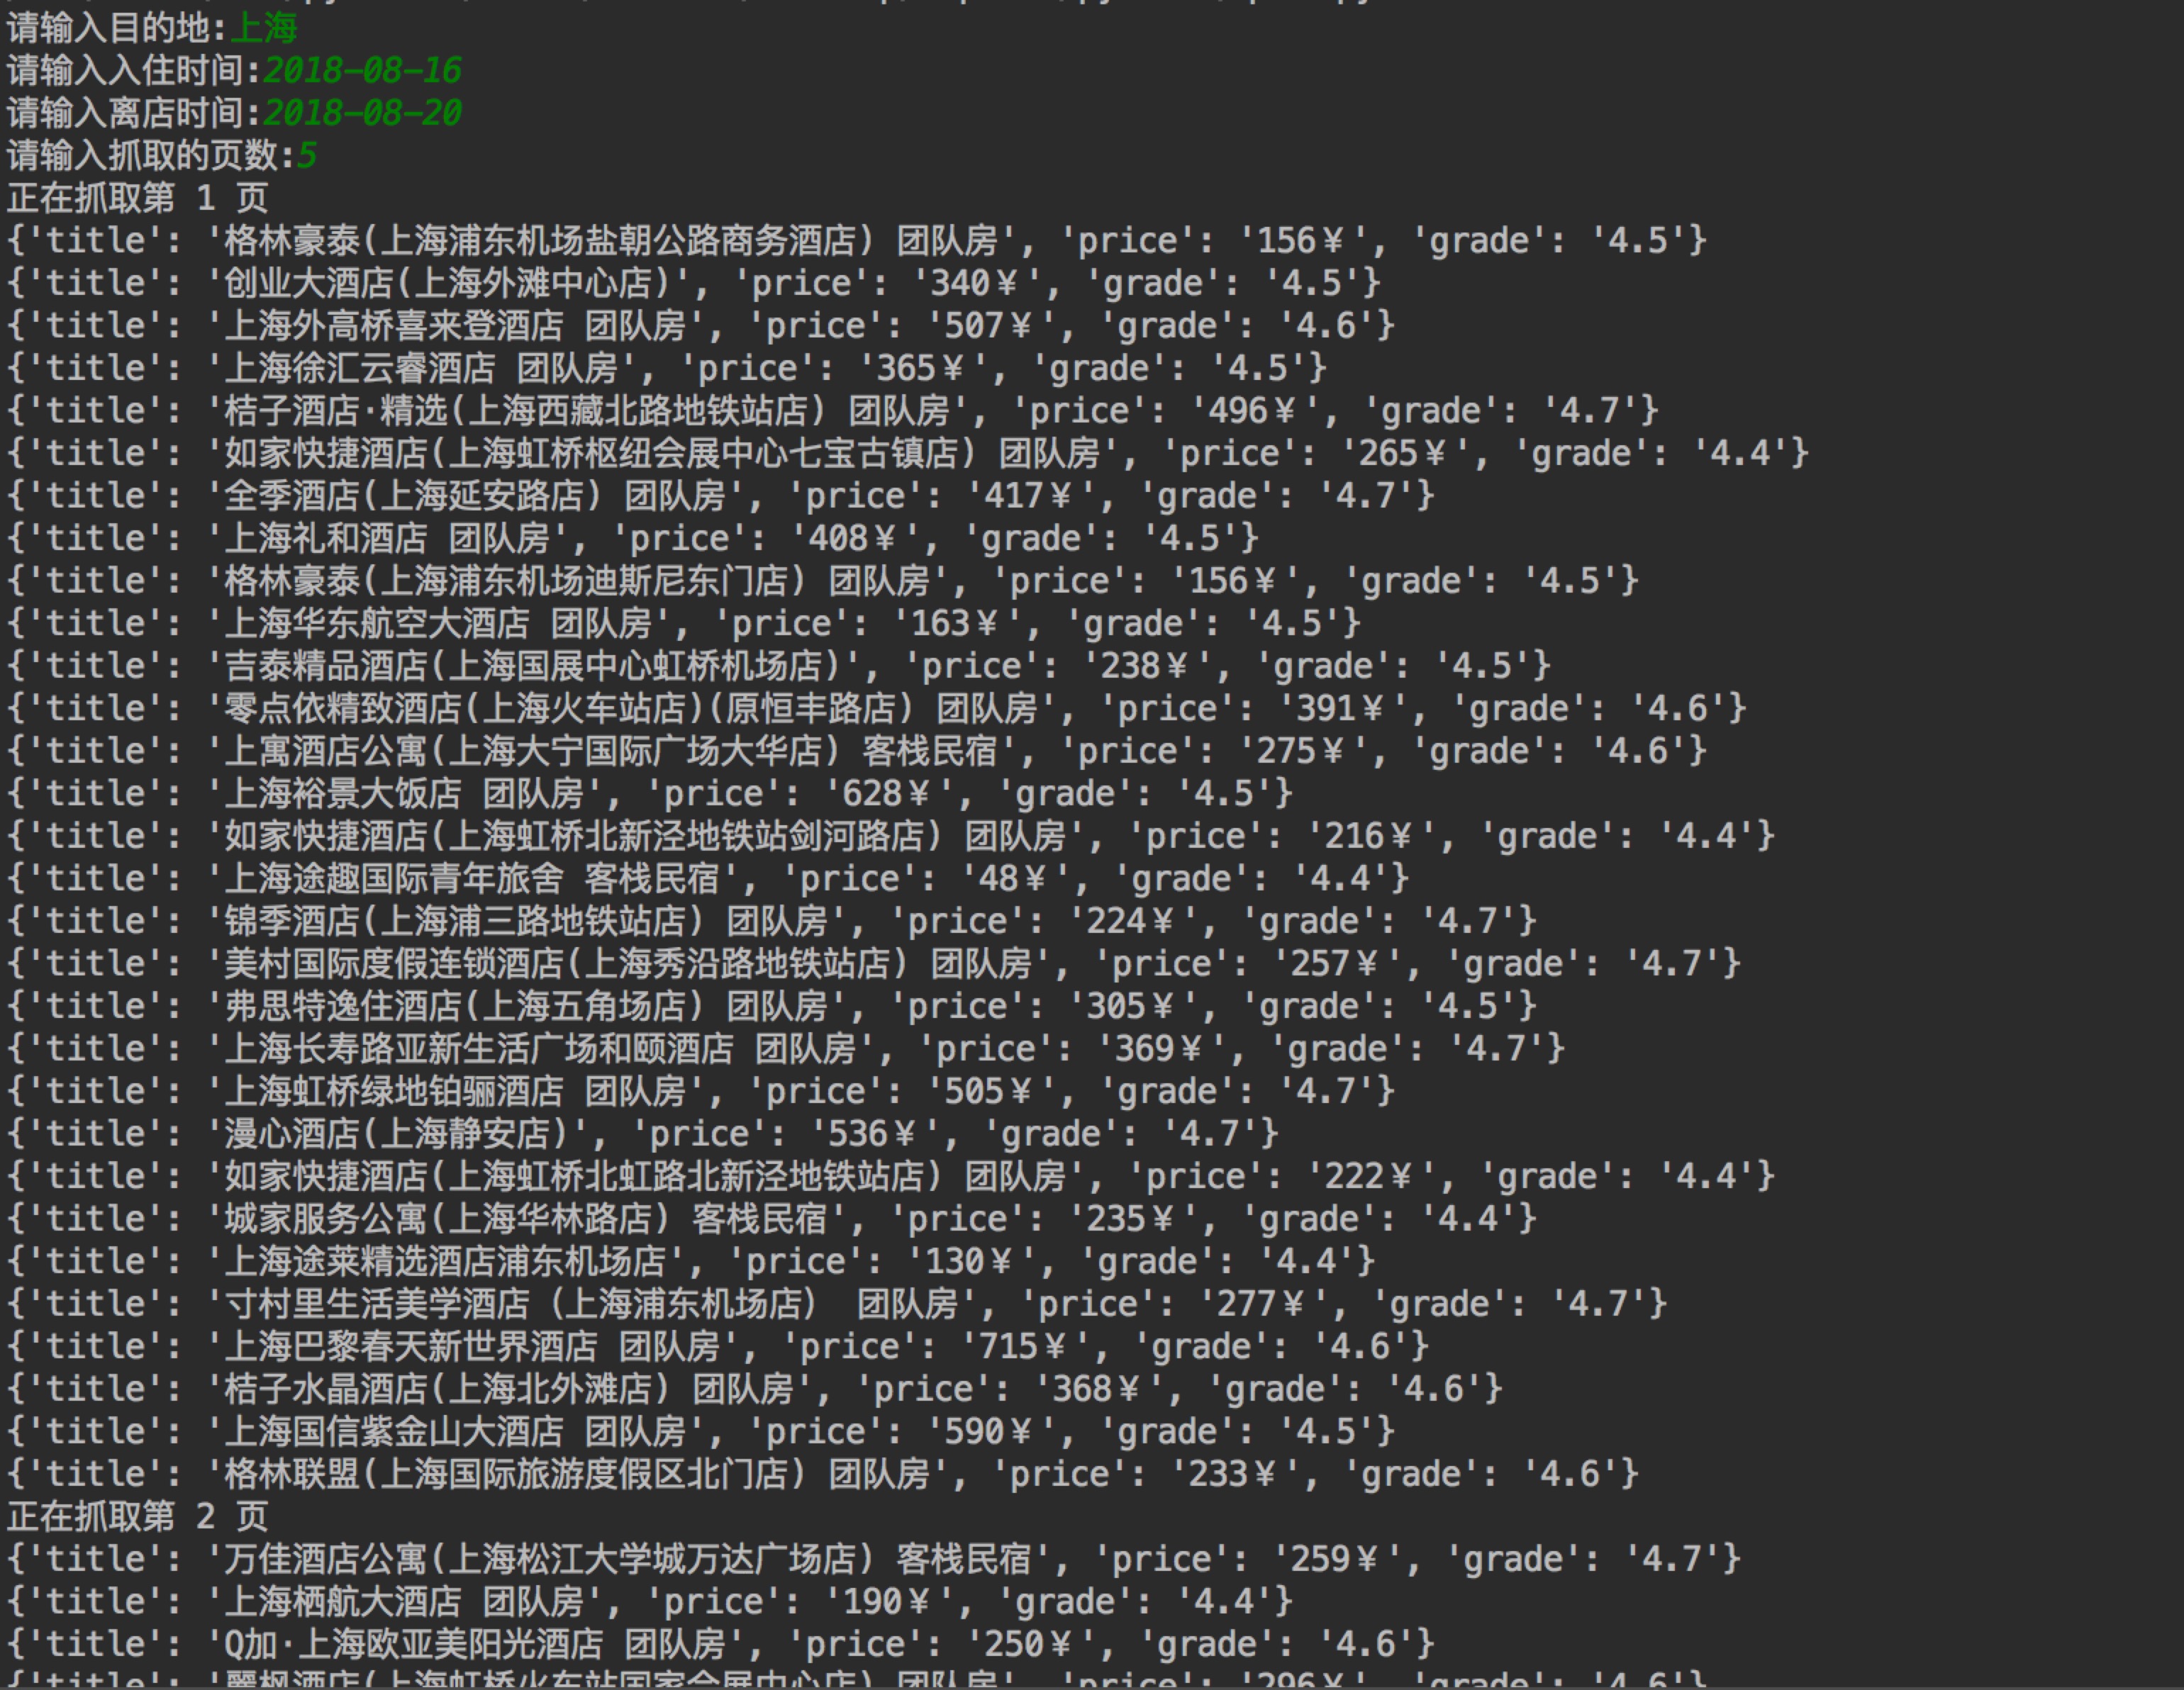 请输入目的地:上海
请输入入住时间:2018-08-16
请输入离店时间:2018-08-20
请输入抓取的页数:5
正在抓取第 1 页
{'title': '格林豪泰(上海浦东机场盐朝公路商务酒店) 团队房', 'price': '156¥', 'grade': '4.5'}
{'title': '创业大酒店(上海外滩中心店)', 'price': '340¥', 'grade': '4.5'}
{'title': '上海外高桥喜来登酒店 团队房', 'price': '507¥', 'grade': '4.6'}
{'title': '上海徐汇云睿酒店 团队房', 'price': '365¥', 'grade': '4.5'}
{'title': '桔子酒店·精选(上海西藏北路地铁站店) 团队房', 'price': '496¥', 'grade': '4.7'}
{'title': '如家快捷酒店(上海虹桥枢纽会展中心七宝古镇店) 团队房', 'price': '265¥', 'grade': '4.4'}
{'title': '全季酒店(上海延安路店) 团队房', 'price': '417¥', 'grade': '4.7'}
{'title': '上海礼和酒店 团队房', 'price': '408¥', 'grade': '4.5'}
{'title': '格林豪泰(上海浦东机场迪斯尼东门店) 团队房', 'price': '156¥', 'grade': '4.5'}
{'title': '上海华东航空大酒店 团队房', 'price': '163¥', 'grade': '4.5'}
{'title': '吉泰精品酒店(上海国展中心虹桥机场店)', 'price': '238¥', 'grade': '4.5'}
{'title': '零点依精致酒店(上海火车站店)(原恒丰路店) 团队房', 'price': '391¥', 'grade': '4.6'}
{'title': '上寓酒店公寓(上海大宁国际广场大华店) 客栈民宿', 'price': '275¥', 'grade': '4.6'}
{'title': '上海裕景大饭店 团队房', 'price': '628¥', 'grade': '4.5'}
{'title': '如家快捷酒店(上海虹桥北新泾地铁站剑河路店) 团队房', 'price': '216¥', 'grade': '4.4'}
{'title': '上海途趣国际青年旅舍 客栈民宿', 'price': '48¥', 'grade': '4.4'}
{'title': '锦季酒店(上海浦三路地铁站店) 团队房', 'price': '224¥', 'grade': '4.7'}
{'title': '美村国际度假连锁酒店(上海秀沿路地铁站店) 团队房', 'price': '257¥', 'grade': '4.7'}
{'title': '弗思特逸住酒店(上海五角场店) 团队房', 'price': '305¥', 'grade': '4.5'}
{'title': '上海长寿路亚新生活广场和颐酒店 团队房', 'price': '369¥', 'grade': '4.7'}
{'title': '上海虹桥绿地铂骊酒店 团队房', 'price': '505¥', 'grade': '4.7'}
{'title': '漫心酒店(上海静安店)', 'price': '536¥', 'grade': '4.7'}
{'title': '如家快捷酒店(上海虹桥北虹路北新泾地铁站店) 团队房', 'price': '222¥', 'grade': '4.4'}
{'title': '城家服务公寓(上海华林路店) 客栈民宿', 'price': '235¥', 'grade': '4.4'}
{'title': '上海途莱精选酒店浦东机场店', 'price': '130¥', 'grade': '4.4'}
{'title': '寸村里生活美学酒店（上海浦东机场店） 团队房', 'price': '277¥', 'grade': '4.7'}
{'title': '上海巴黎春天新世界酒店 团队房', 'price': '715¥', 'grade': '4.6'}
{'title': '桔子水晶酒店(上海北外滩店) 团队房', 'price': '368¥', 'grade': '4.6'}
{'title': '上海国信紫金山大酒店 团队房', 'price': '590¥', 'grade': '4.5'}
{'title': '格林联盟(上海国际旅游度假区北门店) 团队房', 'price': '233¥', 'grade': '4.6'}
正在抓取第 2 页
{'title': '万佳酒店公寓(上海松江大学城万达广场店) 客栈民宿', 'price': '259¥', 'grade': '4.7'}
{'title': '上海栖航大酒店 团队房', 'price': '190¥', 'grade': '4.4'}
{'title': 'Q加·上海欧亚美阳光酒店 团队房', 'price': '250¥', 'grade': '4.6'}
{'title': '丽枫酒店(上海虹桥火车站国家会展中心店) 团队房', 'price': '296¥', 'grade': '4.6'}